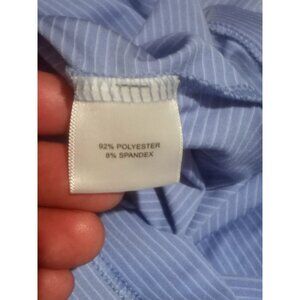 92% POLYESTER
8% SPANDEX